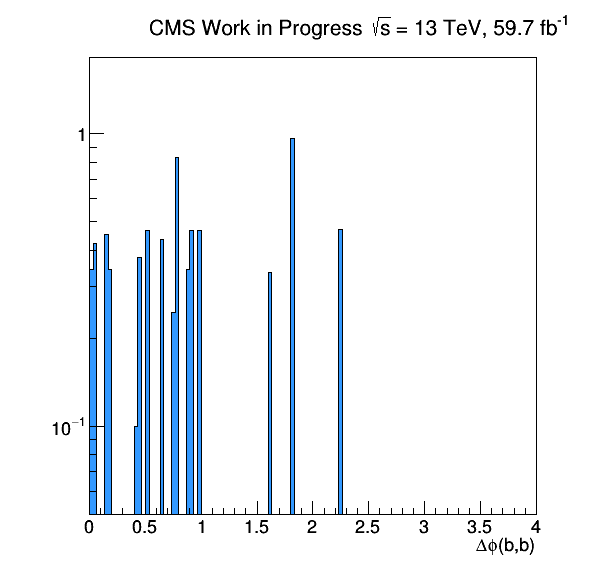 CMS Work in Progress √s = 13 TeV, 59.7 fb⁻¹
1
10⁻¹
0 0.5 1 1.5 2 2.5 3 3.5 4
Δϕ(b,b)